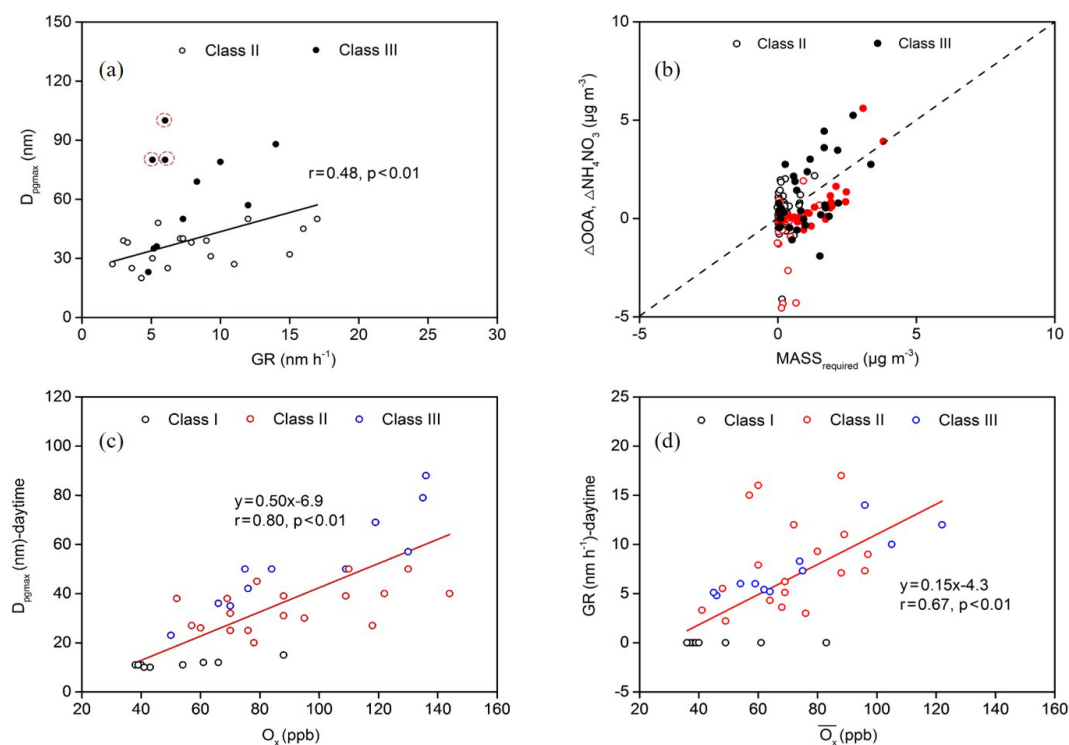 (a)
Class II
Class III
r=0.48, p<0.01
150
120
90
60
30
0
D_pgmax (nm)
0 5 10 15 20 25 30
GR (nm h⁻¹)
(b)
Class II
Class III
10
5
0
-5
△OOA, △NH₄NO₃ (µg m⁻³)
-5 0 5 10
MASS_required (µg m⁻³)
(c)
Class I
Class II
Class III
y=0.50x-6.9
r=0.80, p<0.01
120
100
80
60
40
20
0
D_pgmax (nm)-daytime
20 40 60 80 100 120 140 160
Oₓ (ppb)
(d)
Class I
Class II
Class III
y=0.15x-4.3
r=0.67, p<0.01
25
20
15
10
5
0
-5
GR (nm h⁻¹)-daytime
20 40 60 80 100 120 140 160
O̅ₓ (ppb)